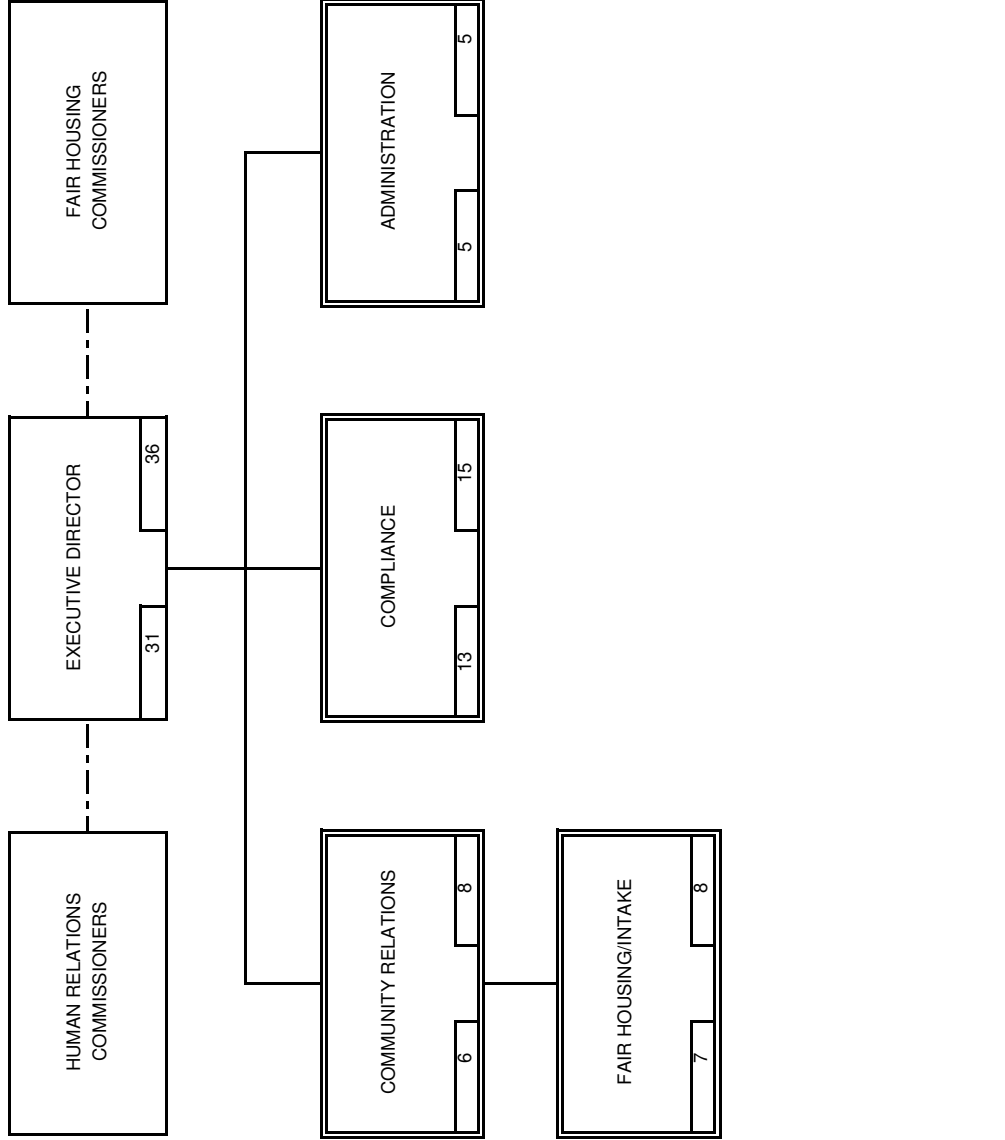 HUMAN RELATIONS
COMMISSIONERS
EXECUTIVE DIRECTOR
31
36
FAIR HOUSING
COMMISSIONERS
COMMUNITY RELATIONS
6
8
COMPLIANCE
13
15
ADMINISTRATION
5
5
FAIR HOUSING/INTAKE
7
8